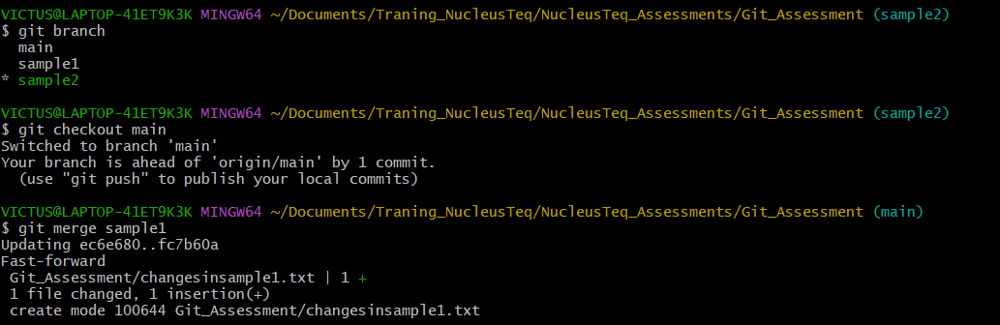 VICTUS@LAPTOP-41ET9K3K MINGW64 ~/Documents/Traning_NucleusTeq/NucleusTeq_Assessments/Git_Assessment (sample2)
$ git branch
  main
  sample1
* sample2
VICTUS@LAPTOP-41ET9K3K MINGW64 ~/Documents/Traning_NucleusTeq/NucleusTeq_Assessments/Git_Assessment (sample2)
$ git checkout main
Switched to branch 'main'
Your branch is ahead of 'origin/main' by 1 commit.
  (use "git push" to publish your local commits)
VICTUS@LAPTOP-41ET9K3K MINGW64 ~/Documents/Traning_NucleusTeq/NucleusTeq_Assessments/Git_Assessment (main)
$ git merge sample1
Updating ec6e680..fc7b60a
Fast-forward
 Git_Assessment/changesinsample1.txt | 1 +
 1 file changed, 1 insertion(+)
 create mode 100644 Git_Assessment/changesinsample1.txt